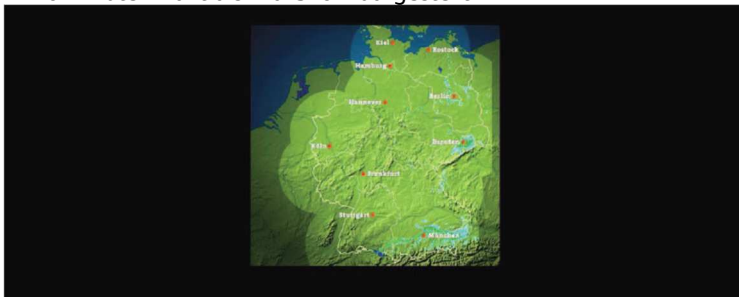 Kiel
Rostock
Hamburg
Hannover
Berlin
Köln
Dresden
Frankfurt
Stuttgart
München